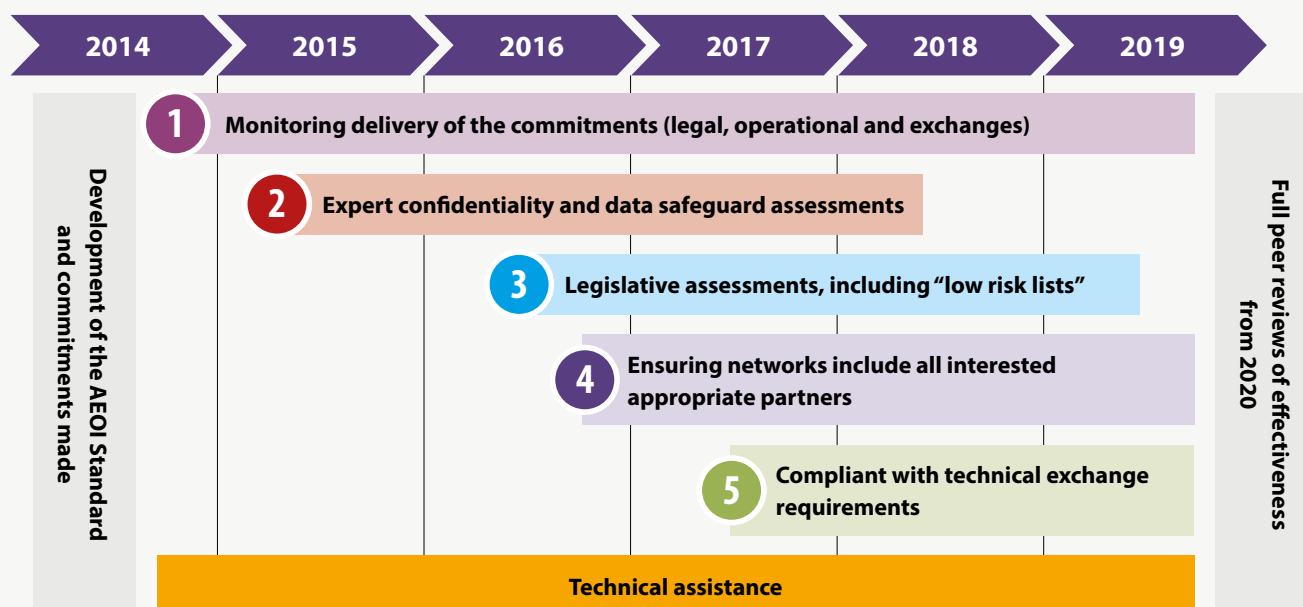 2014 2015 2016 2017 2018 2019
Development of the AEOI Standard
and commitments made
1 Monitoring delivery of the commitments (legal, operational and exchanges)
2 Expert confidentiality and data safeguard assessments
3 Legislative assessments, including “low risk lists”
4 Ensuring networks include all interested
appropriate partners
5 Compliant with technical exchange
requirements
Technical assistance
Full peer reviews of effectiveness
from 2020